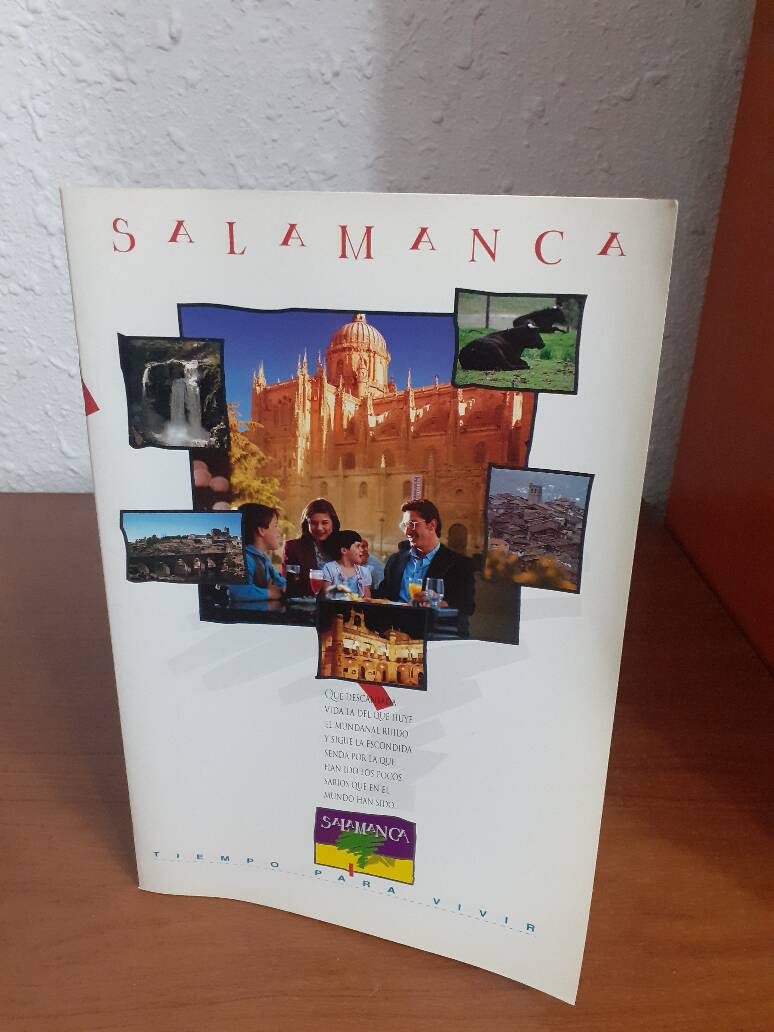 SALAMANCA
QUE DESCANSADA
VIDA LA DEL QUE HUYE
EL MUNDANAL RUIDO
Y SIGUE LA ESCONDIDA
SENDA POR LA QUE
HAN IDO LOS POCOS
SABIOS QUE EN EL
MUNDO HAN SIDO
SALAMANCA
TIEMPO PARA VIVIR